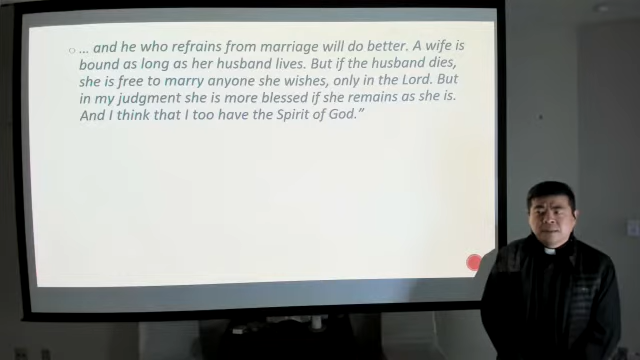 ... and he who refrains from marriage will do better. A wife is
bound as long as her husband lives. But if the husband dies,
she is free to marry anyone she wishes, only in the Lord. But
in my judgment she is more blessed if she remains as she is.
And I think that I too have the Spirit of God.”